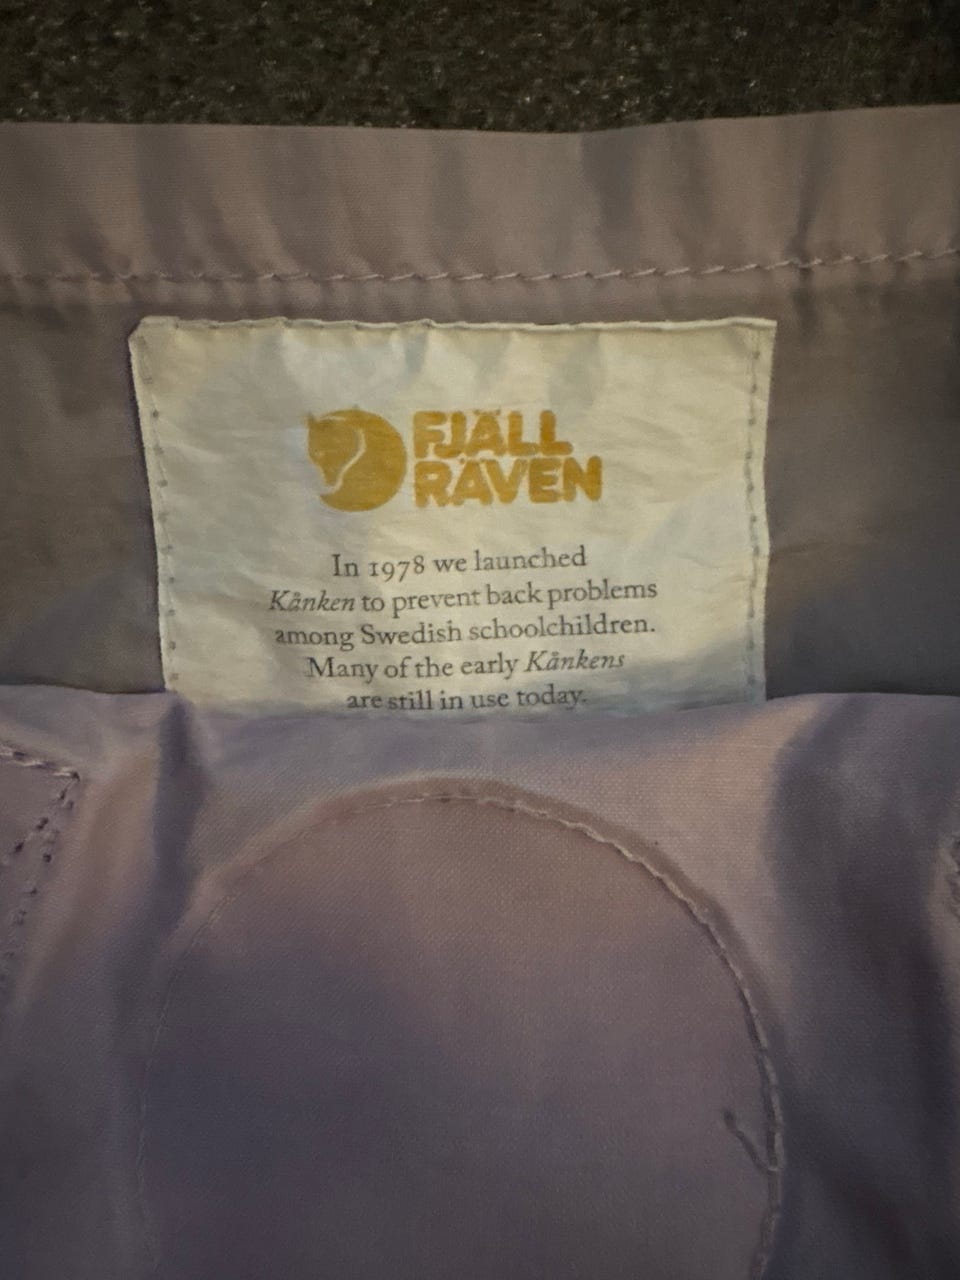 FJÄLL
RÄVEN
In 1978 we launched
Kånken to prevent back problems
among Swedish schoolchildren.
Many of the early Kånkens
are still in use today.